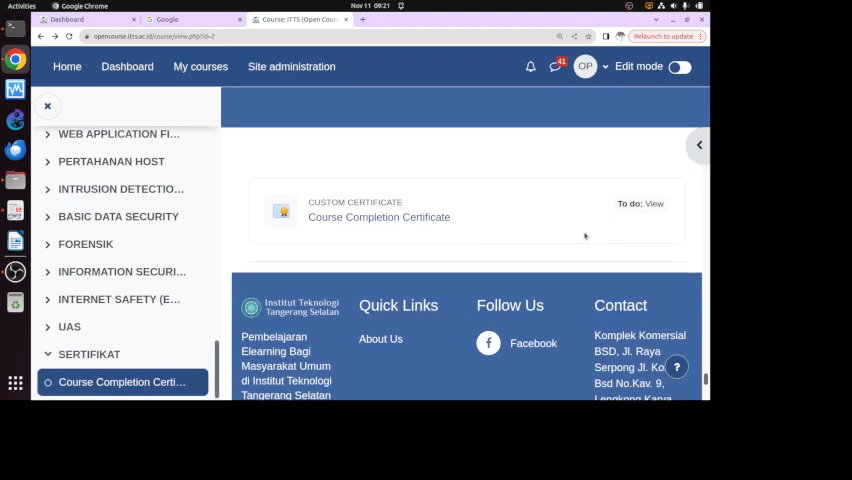 Activities
Google Chrome
Nov 11 09:21
Dashboard
Google
Course: ITTS (Open Cour
opencourse.itts.ac.id/course/view.php?id=2
Relaunch to update
Home
Dashboard
My courses
Site administration
41
OP
Edit mode
WEB APPLICATION FI...
PERTAHANAN HOST
INTRUSION DETECTIO...
BASIC DATA SECURITY
FORENSIK
INFORMATION SECURI...
INTERNET SAFETY (E...
UAS
SERTIFIKAT
Course Completion Certi...
CUSTOM CERTIFICATE
Course Completion Certificate
To do: View
Institut Teknologi
Tangerang Selatan
Pembelajaran
Elearning Bagi
Masyarakat Umum
di Institut Teknologi
Tangerang Selatan
Quick Links
About Us
Follow Us
f
Facebook
Contact
Komplek Komersial
BSD, Jl. Raya
Serpong Jl. Ko
Bsd No.Kav. 9,
Lengkong Karya
?